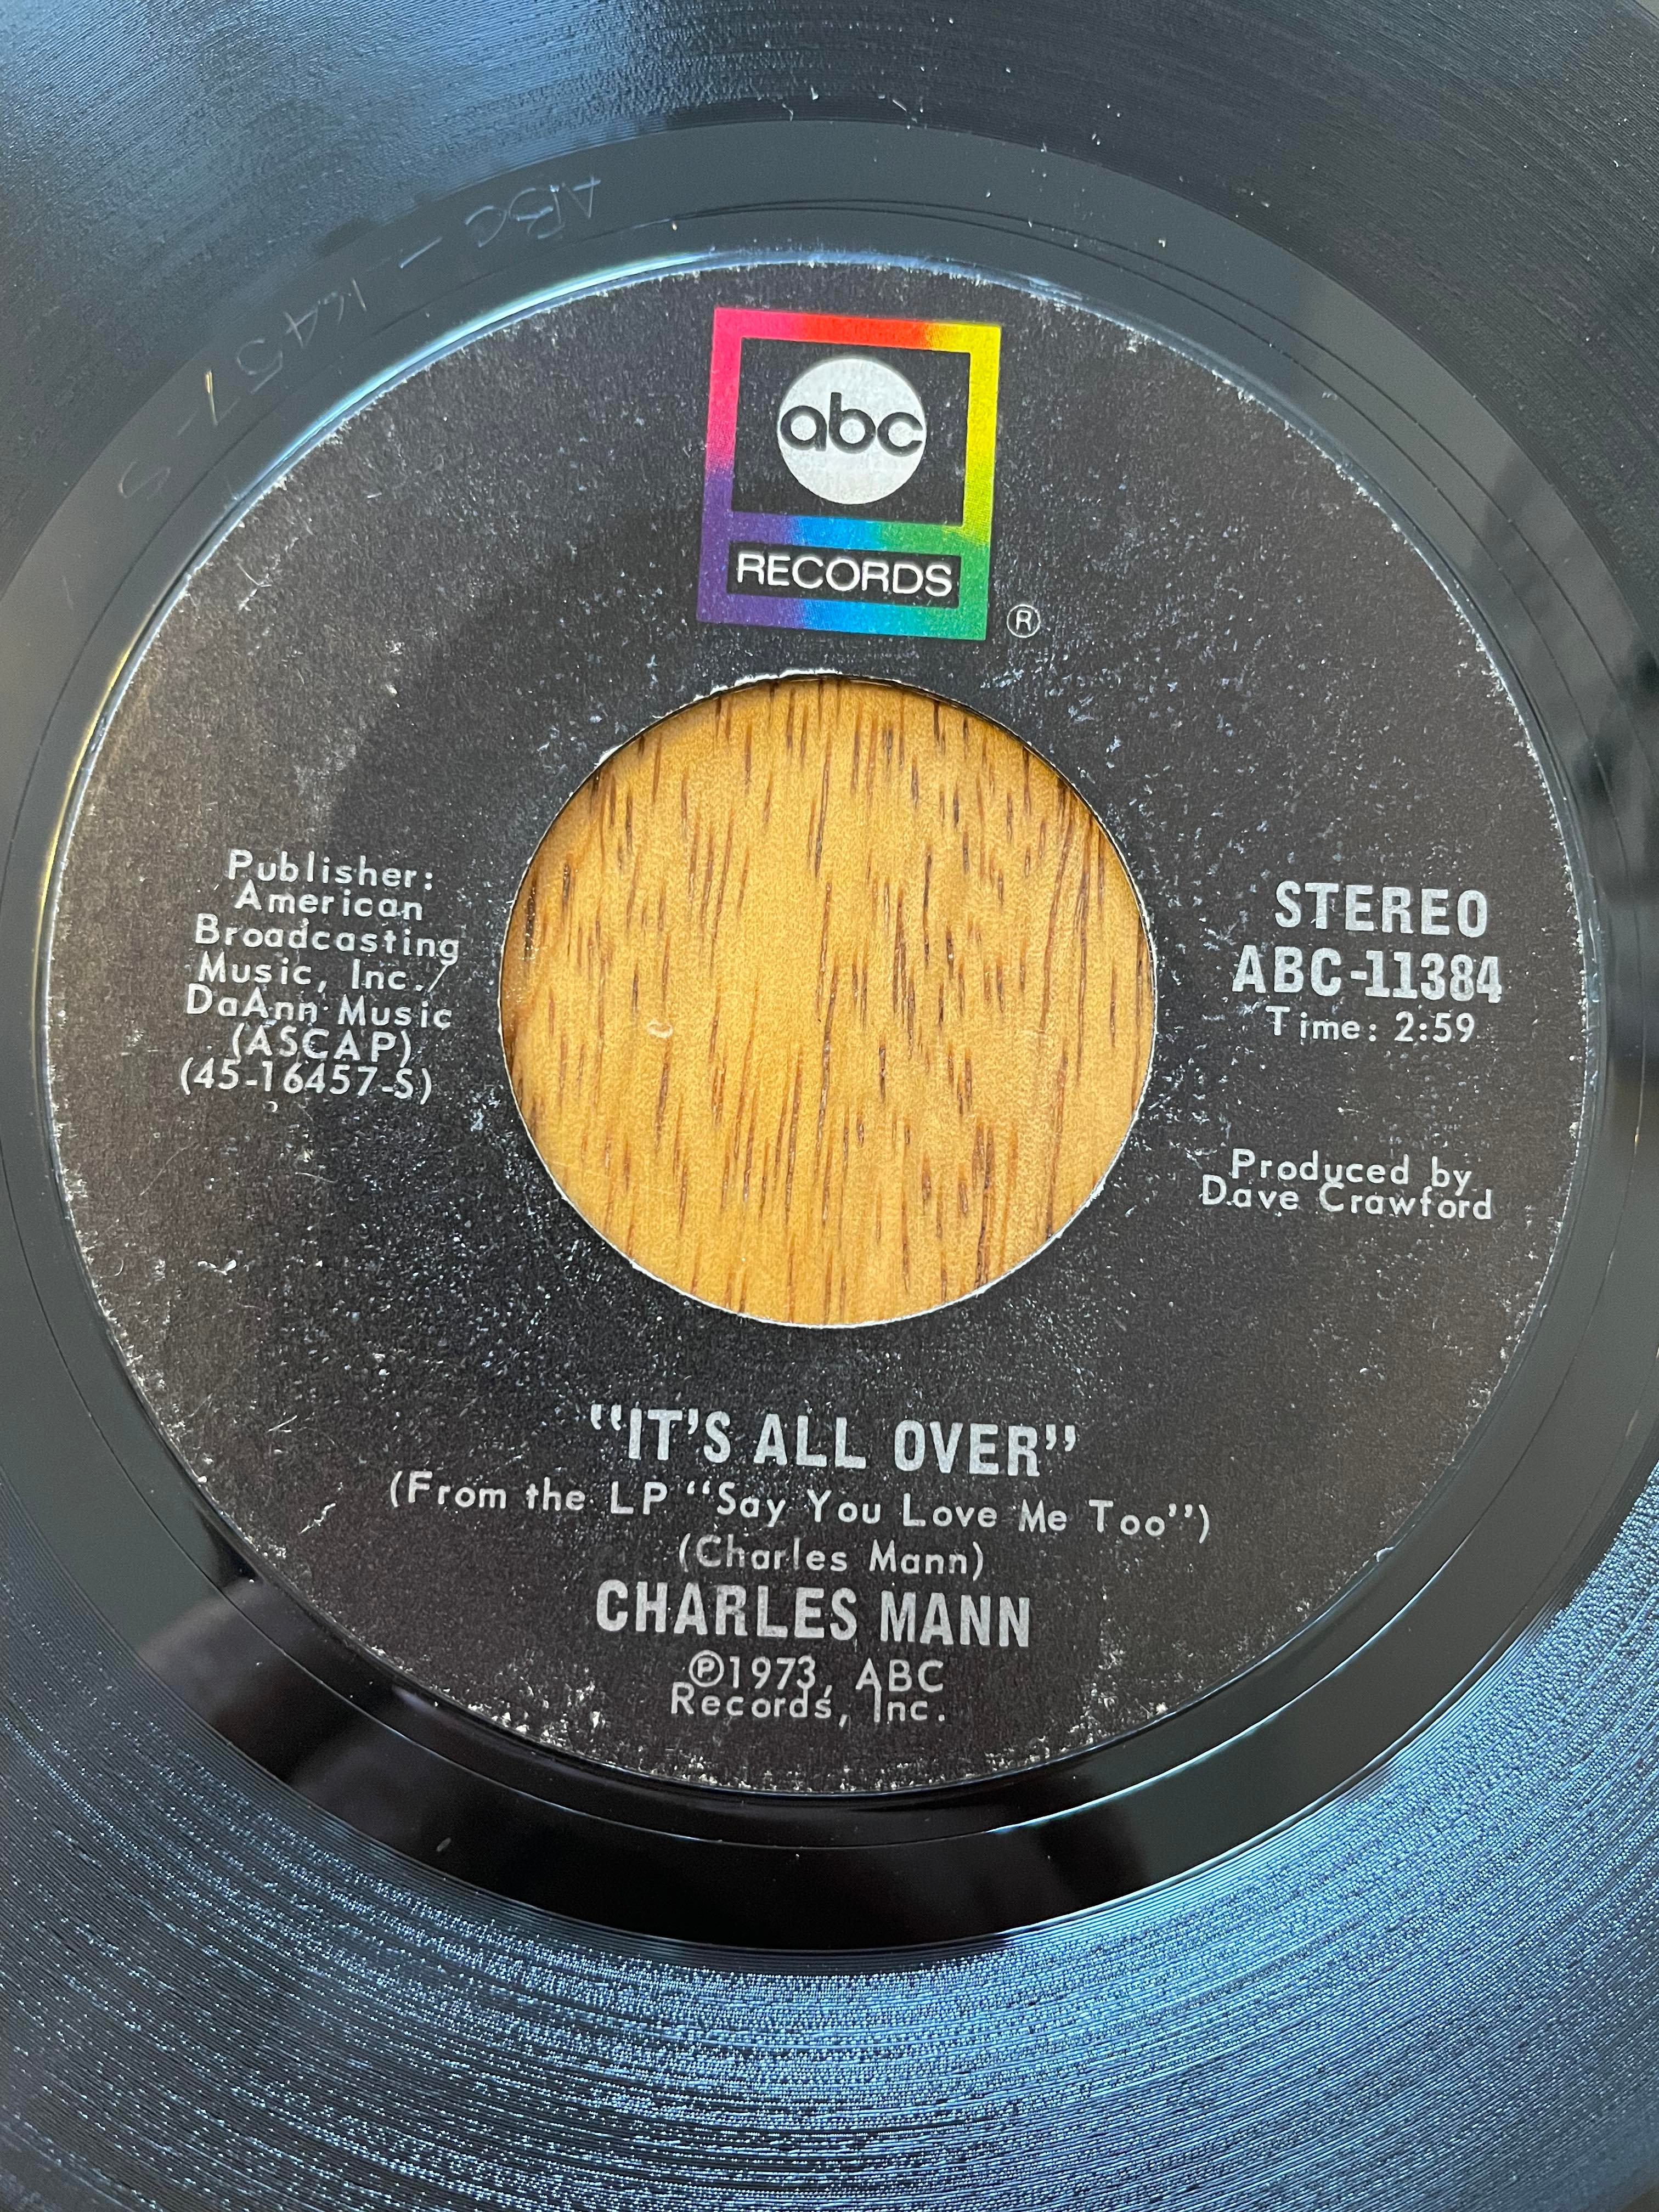 ABC-16457-S
abc
RECORDS
®
Publisher:
American
Broadcasting
Music, Inc./
DaAnn Music
(ASCAP)
(45-16457-S)
STEREO
ABC-11384
Time: 2:59
Produced by
Dave Crawford
“IT'S ALL OVER”
(From the LP “Say You Love Me Too”)
(Charles Mann)
CHARLES MANN
℗1973, ABC
Records, Inc.